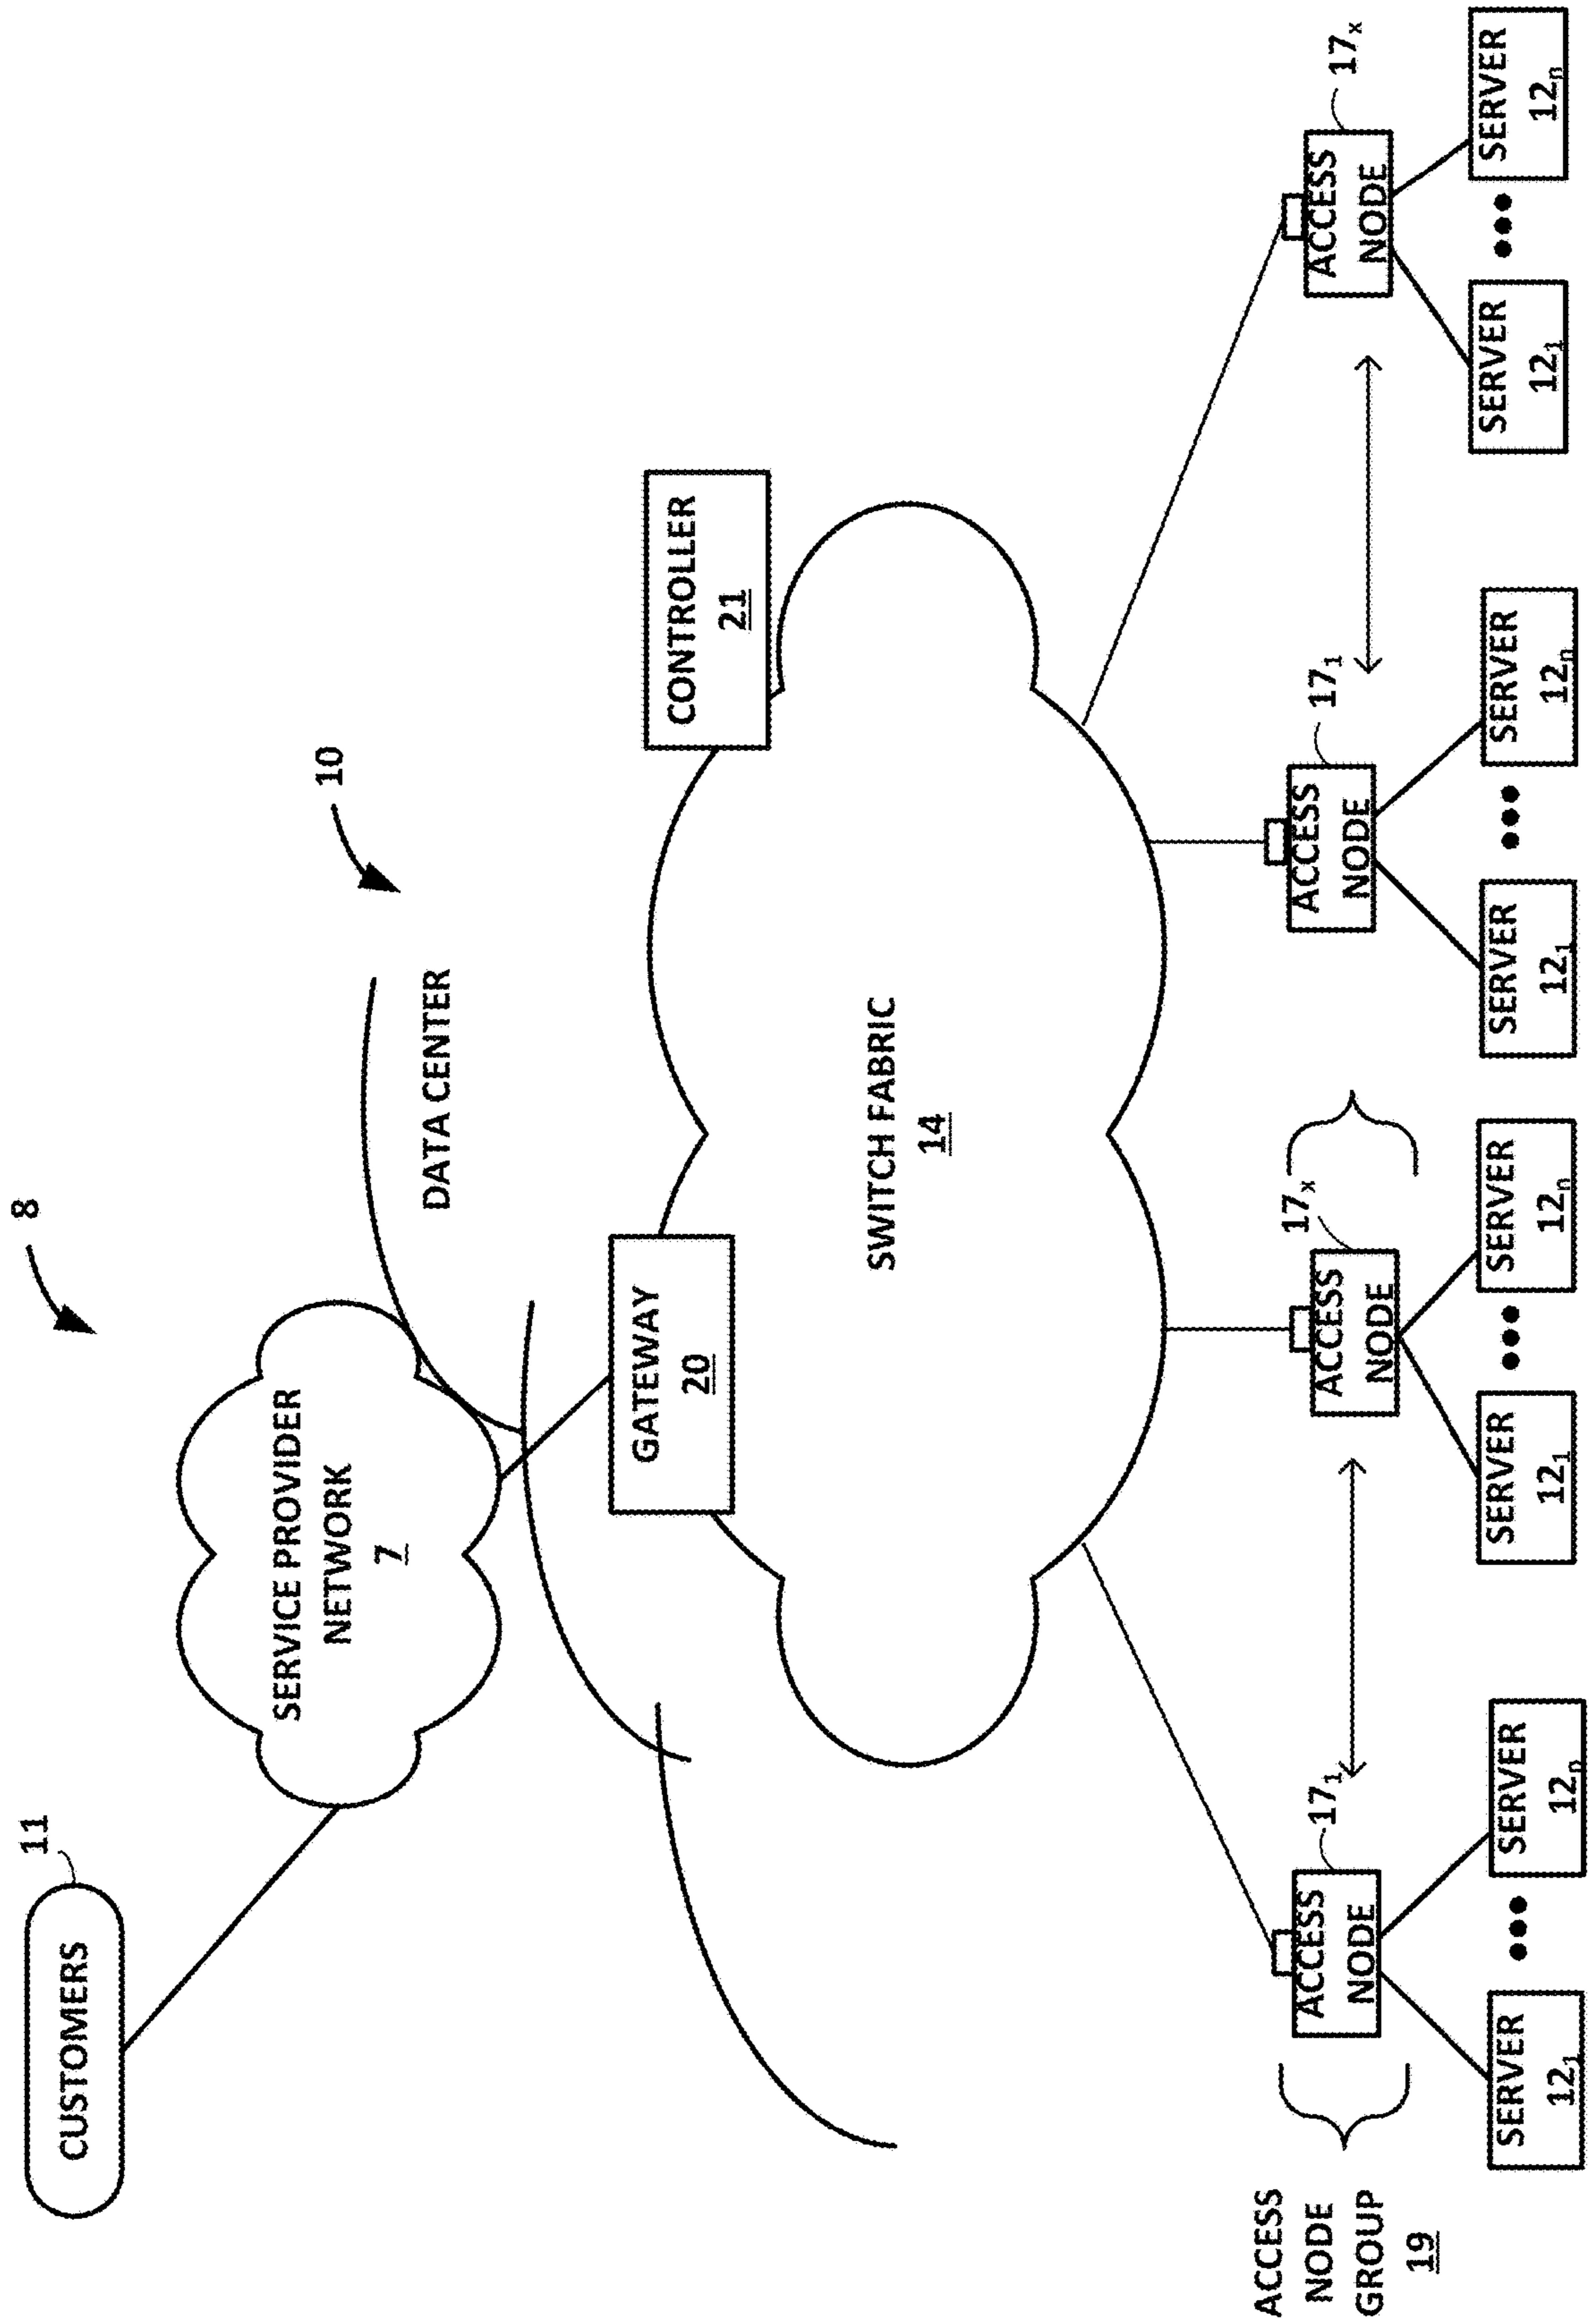 8
CUSTOMERS
11
SERVICE PROVIDER
NETWORK
7
10
DATA CENTER
GATEWAY
20
CONTROLLER
21
SWITCH FABRIC
14
ACCESS
NODE
GROUP
19
ACCESS
NODE
17₁
ACCESS
NODE
17ₓ
ACCESS
NODE
17₁
ACCESS
NODE
17ₓ
SERVER
12₁
SERVER
12ₙ
SERVER
12₁
SERVER
12ₙ
SERVER
12₁
SERVER
12ₙ
SERVER
12₁
SERVER
12ₙ